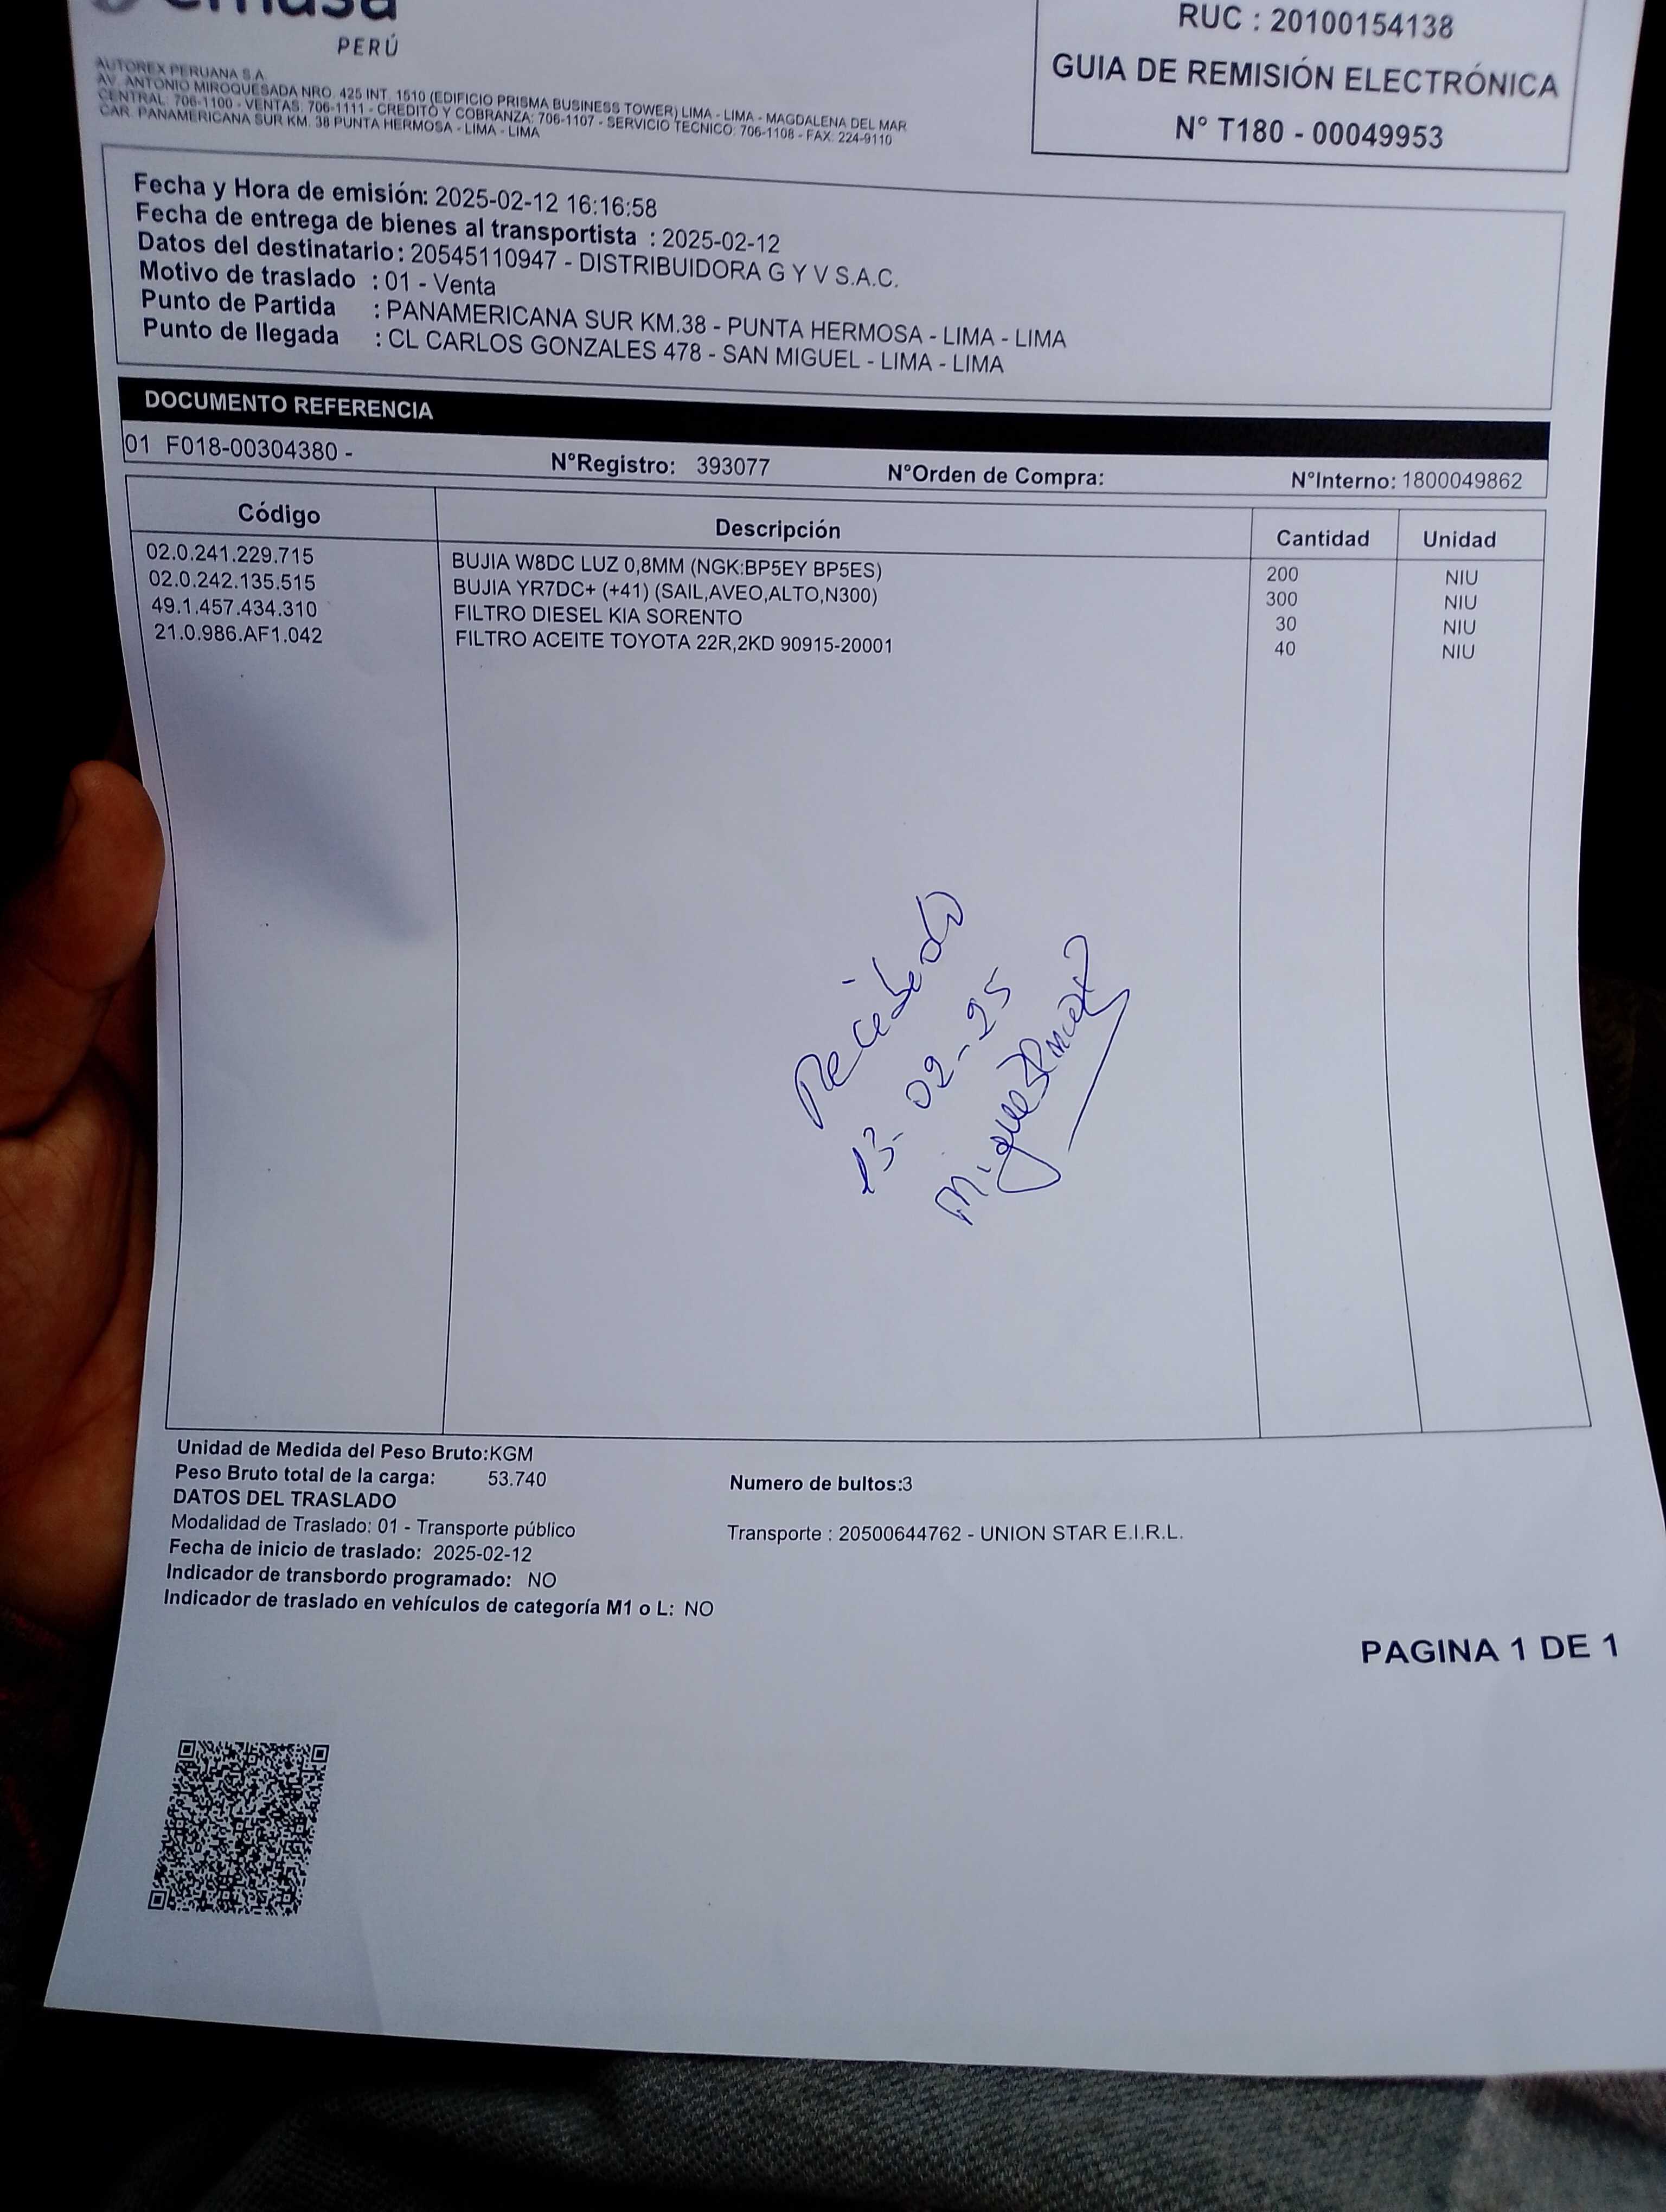 emasa
PERÚ
AUTOREX PERUANA S.A.
AV. ANTONIO MIROQUESADA NRO. 425 INT. 1510 (EDIFICIO PRISMA BUSINESS TOWER) LIMA - LIMA - MAGDALENA DEL MAR
CENTRAL: 706-1100 - VENTAS: 706-1111 - CREDITO Y COBRANZA: 706-1107 - SERVICIO TECNICO: 706-1108 - FAX: 224-9110
CAR. PANAMERICANA SUR KM. 38 PUNTA HERMOSA - LIMA - LIMA
RUC : 20100154138
GUIA DE REMISIÓN ELECTRÓNICA
N° T180 - 00049953
Fecha y Hora de emisión: 2025-02-12 16:16:58
Fecha de entrega de bienes al transportista : 2025-02-12
Datos del destinatario : 20545110947 - DISTRIBUIDORA G Y V S.A.C.
Motivo de traslado : 01 - Venta
Punto de Partida : PANAMERICANA SUR KM.38 - PUNTA HERMOSA - LIMA - LIMA
Punto de llegada : CL CARLOS GONZALES 478 - SAN MIGUEL - LIMA - LIMA
DOCUMENTO REFERENCIA
01 F018-00304380 - N°Registro: 393077 N°Orden de Compra: N°Interno: 1800049862
Código Descripción Cantidad Unidad
02.0.241.229.715 BUJIA W8DC LUZ 0,8MM (NGK:BP5EY BP5ES) 200 NIU
02.0.242.135.515 BUJIA YR7DC+ (+41) (SAIL,AVEO,ALTO,N300) 300 NIU
49.1.457.434.310 FILTRO DIESEL KIA SORENTO 30 NIU
21.0.986.AF1.042 FILTRO ACEITE TOYOTA 22R,2KD 90915-20001 40 NIU
Recibedo
13-02-25
Unidad de Medida del Peso Bruto:KGM
Peso Bruto total de la carga: 53.740 Numero de bultos:3
DATOS DEL TRASLADO
Modalidad de Traslado: 01 - Transporte público Transporte : 20500644762 - UNION STAR E.I.R.L.
Fecha de inicio de traslado: 2025-02-12
Indicador de transbordo programado: NO
Indicador de traslado en vehículos de categoría M1 o L: NO
PAGINA 1 DE 1